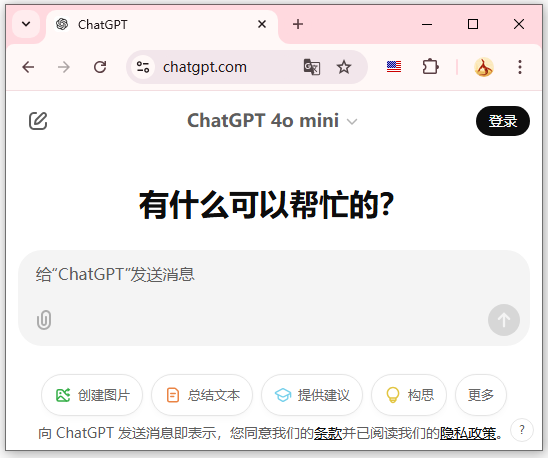 ChatGPT
chatgpt.com
ChatGPT 4o mini
登录
有什么可以帮忙的?
给“ChatGPT”发送消息
创建图片 总结文本 提供建议 构思 更多
向 ChatGPT 发送消息即表示，您同意我们的条款并已阅读我们的隐私政策。
?